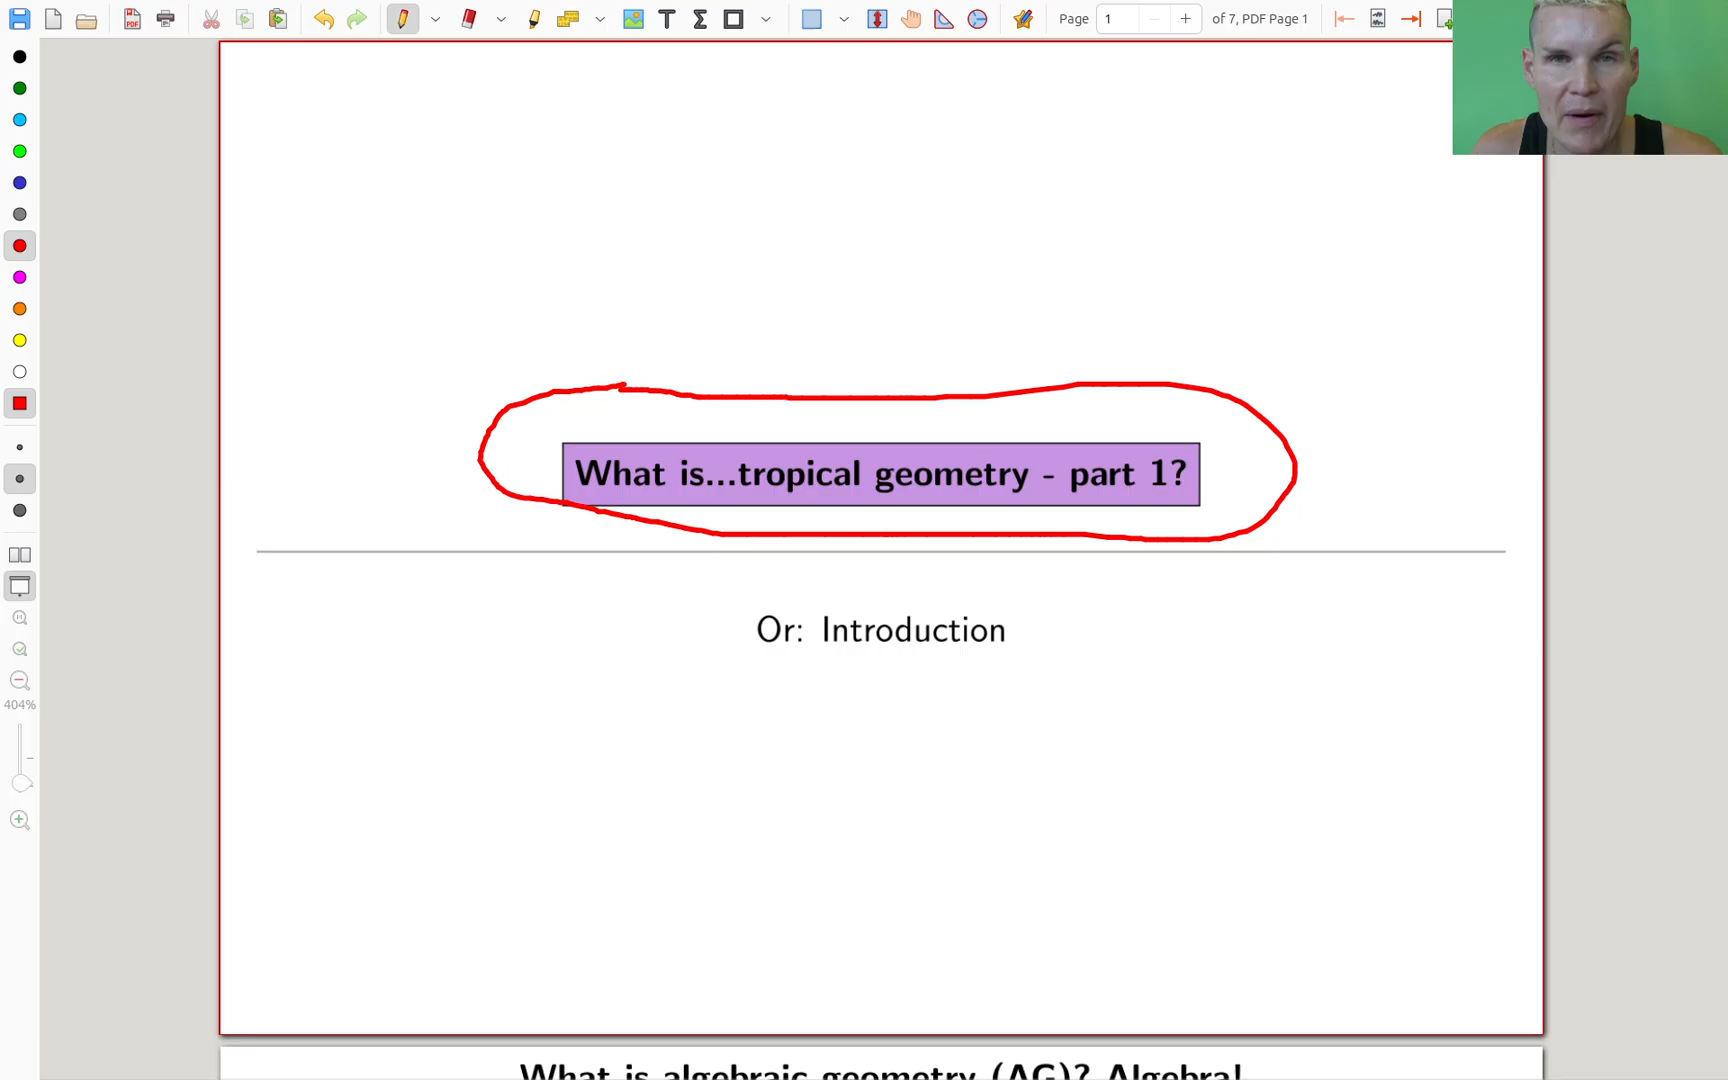 Page 1 of 7, PDF Page 1
What is...tropical geometry - part 1?
Or: Introduction
404%
What is algebraic geometry (AG)? Algebra!